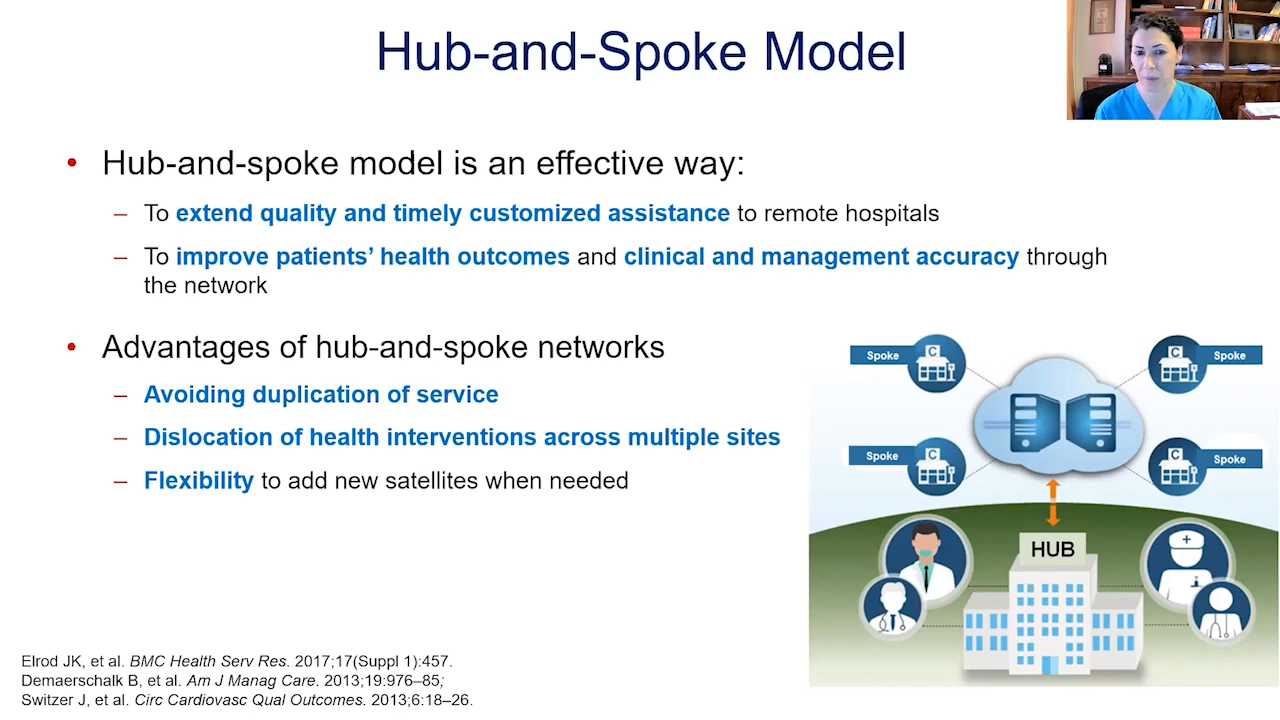 Hub-and-Spoke Model
• Hub-and-spoke model is an effective way:
– To extend quality and timely customized assistance to remote hospitals
– To improve patients’ health outcomes and clinical and management accuracy through
the network
• Advantages of hub-and-spoke networks
– Avoiding duplication of service
– Dislocation of health interventions across multiple sites
– Flexibility to add new satellites when needed
Spoke
C
C
Spoke
Spoke
C
C
Spoke
HUB
Elrod JK, et al. BMC Health Serv Res. 2017;17(Suppl 1):457.
Demaerschalk B, et al. Am J Manag Care. 2013;19:976–85;
Switzer J, et al. Circ Cardiovasc Qual Outcomes. 2013;6:18–26.